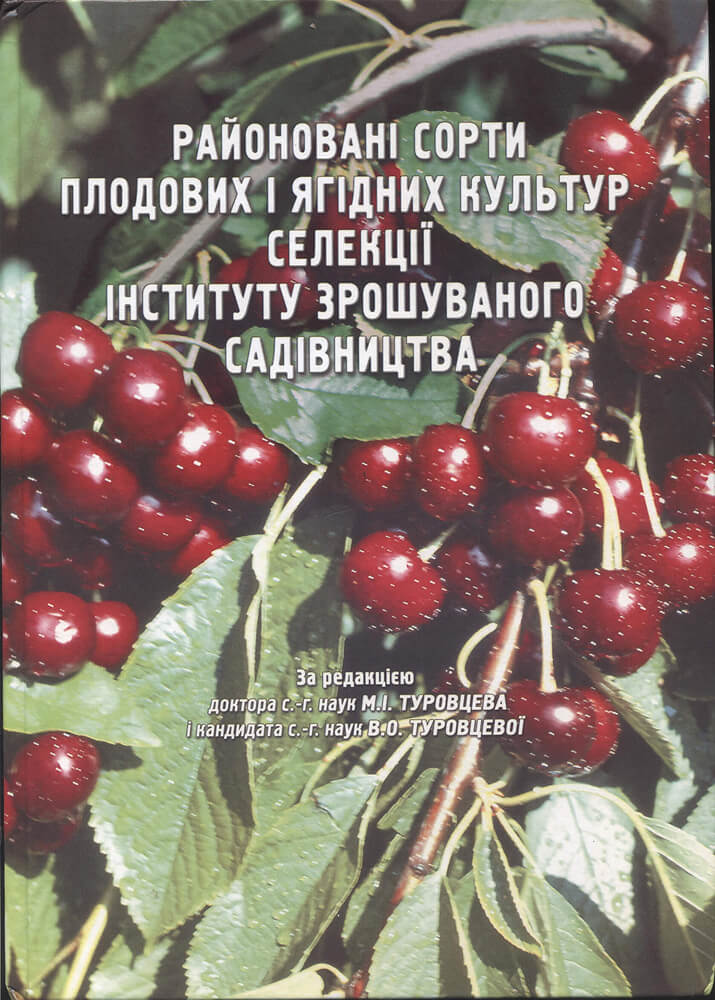 РАЙОНОВАНІ СОРТИ
ПЛОДОВИХ І ЯГІДНИХ КУЛЬТУР
СЕЛЕКЦІЇ
ІНСТИТУТУ ЗРОШУВАНОГО
САДІВНИЦТВА
За редакцією
доктора с.-г. наук М.І. ТУРОВЦЕВА
і кандидата с.-г. наук В.О. ТУРОВЦЕВОЇ